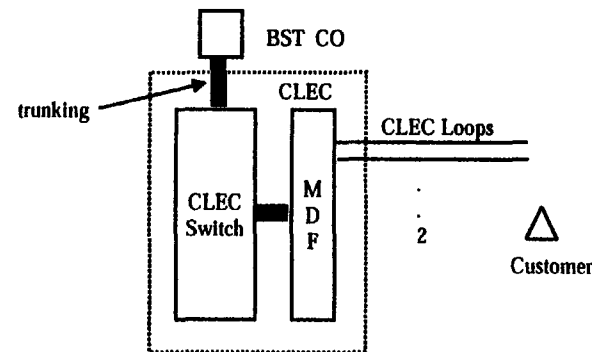 BST CO
trunking
CLEC
CLEC Loops
CLEC
Switch
M
D
F
.
.
2
Customer